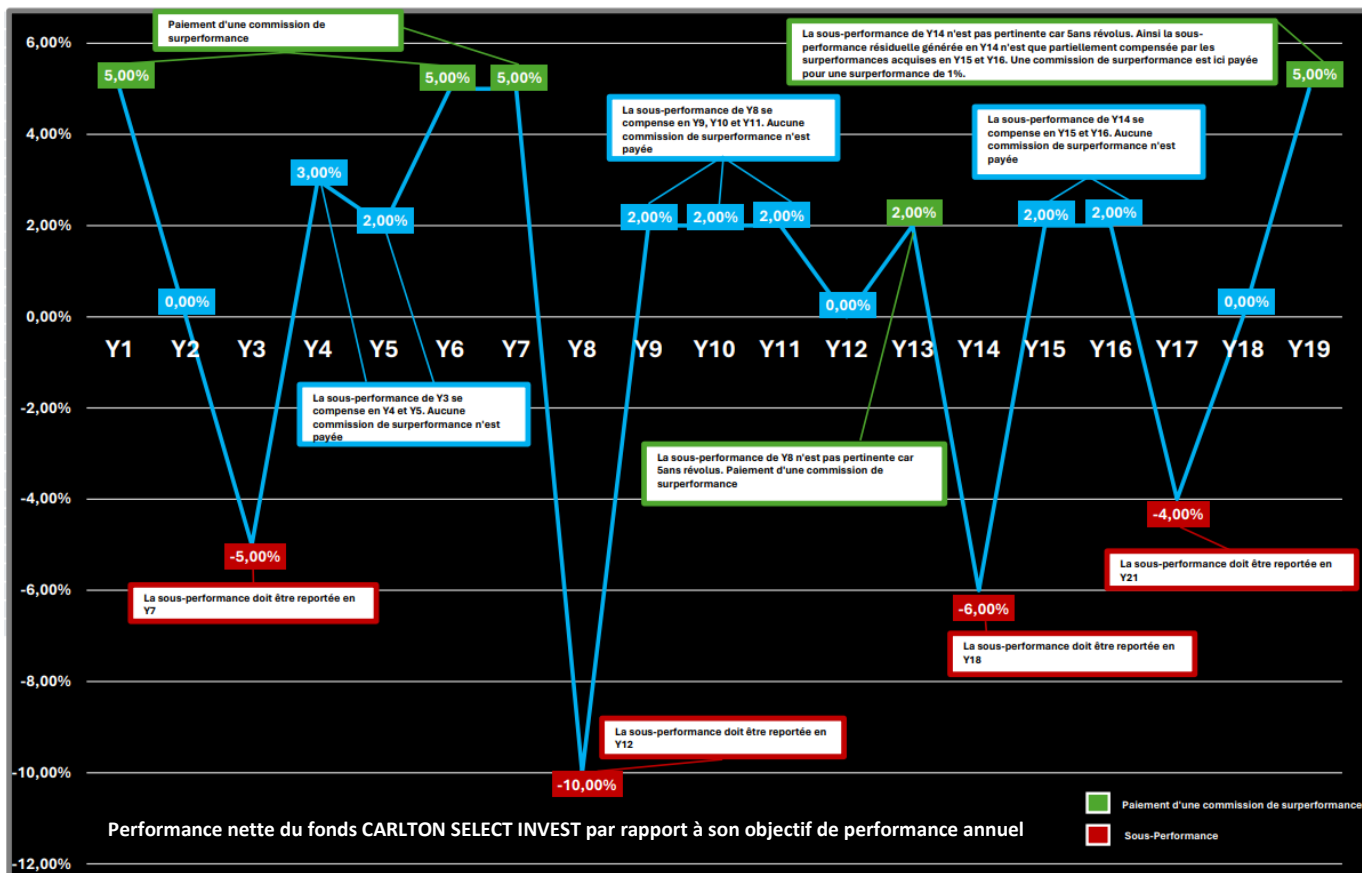 Paiement d'une commission de
surperformance
La sous-performance de Y14 n'est pas pertinente car 5ans révolus. Ainsi la sous-
performance résiduelle générée en Y14 n'est que partiellement compensée par les
surperformances acquises en Y15 et Y16. Une commission de surperformance est ici payée
pour une surperformance de 1%.
6,00%
5,00%
5,00%
5,00%
5,00%
La sous-performance de Y8 se
compense en Y9, Y10 et Y11. Aucune
commission de surperformance n'est
payée
La sous-performance de Y14 se
compense en Y15 et Y16. Aucune
commission de surperformance n'est
payée
4,00%
3,00%
2,00%
2,00%
2,00%
2,00%
2,00%
2,00%
2,00%
2,00%
0,00%
0,00%
0,00%
0,00%
Y1 Y2 Y3 Y4 Y5 Y6 Y7 Y8 Y9 Y10 Y11 Y12 Y13 Y14 Y15 Y16 Y17 Y18 Y19
La sous-performance de Y3 se
compense en Y4 et Y5. Aucune
commission de surperformance n'est
payée
-2,00%
La sous-performance de Y8 n'est pas pertinente car
5ans révolus. Paiement d'une commission de
surperformance
-4,00%
-4,00%
-5,00%
La sous-performance doit être reportée en
Y21
-6,00%
La sous-performance doit être reportée en
Y7
-6,00%
La sous-performance doit être reportée en
Y18
-8,00%
La sous-performance doit être reportée en
Y12
-10,00%
-10,00%
Paiement d'une commission de surperformance
Performance nette du fonds CARLTON SELECT INVEST par rapport à son objectif de performance annuel
Sous-Performance
-12,00%